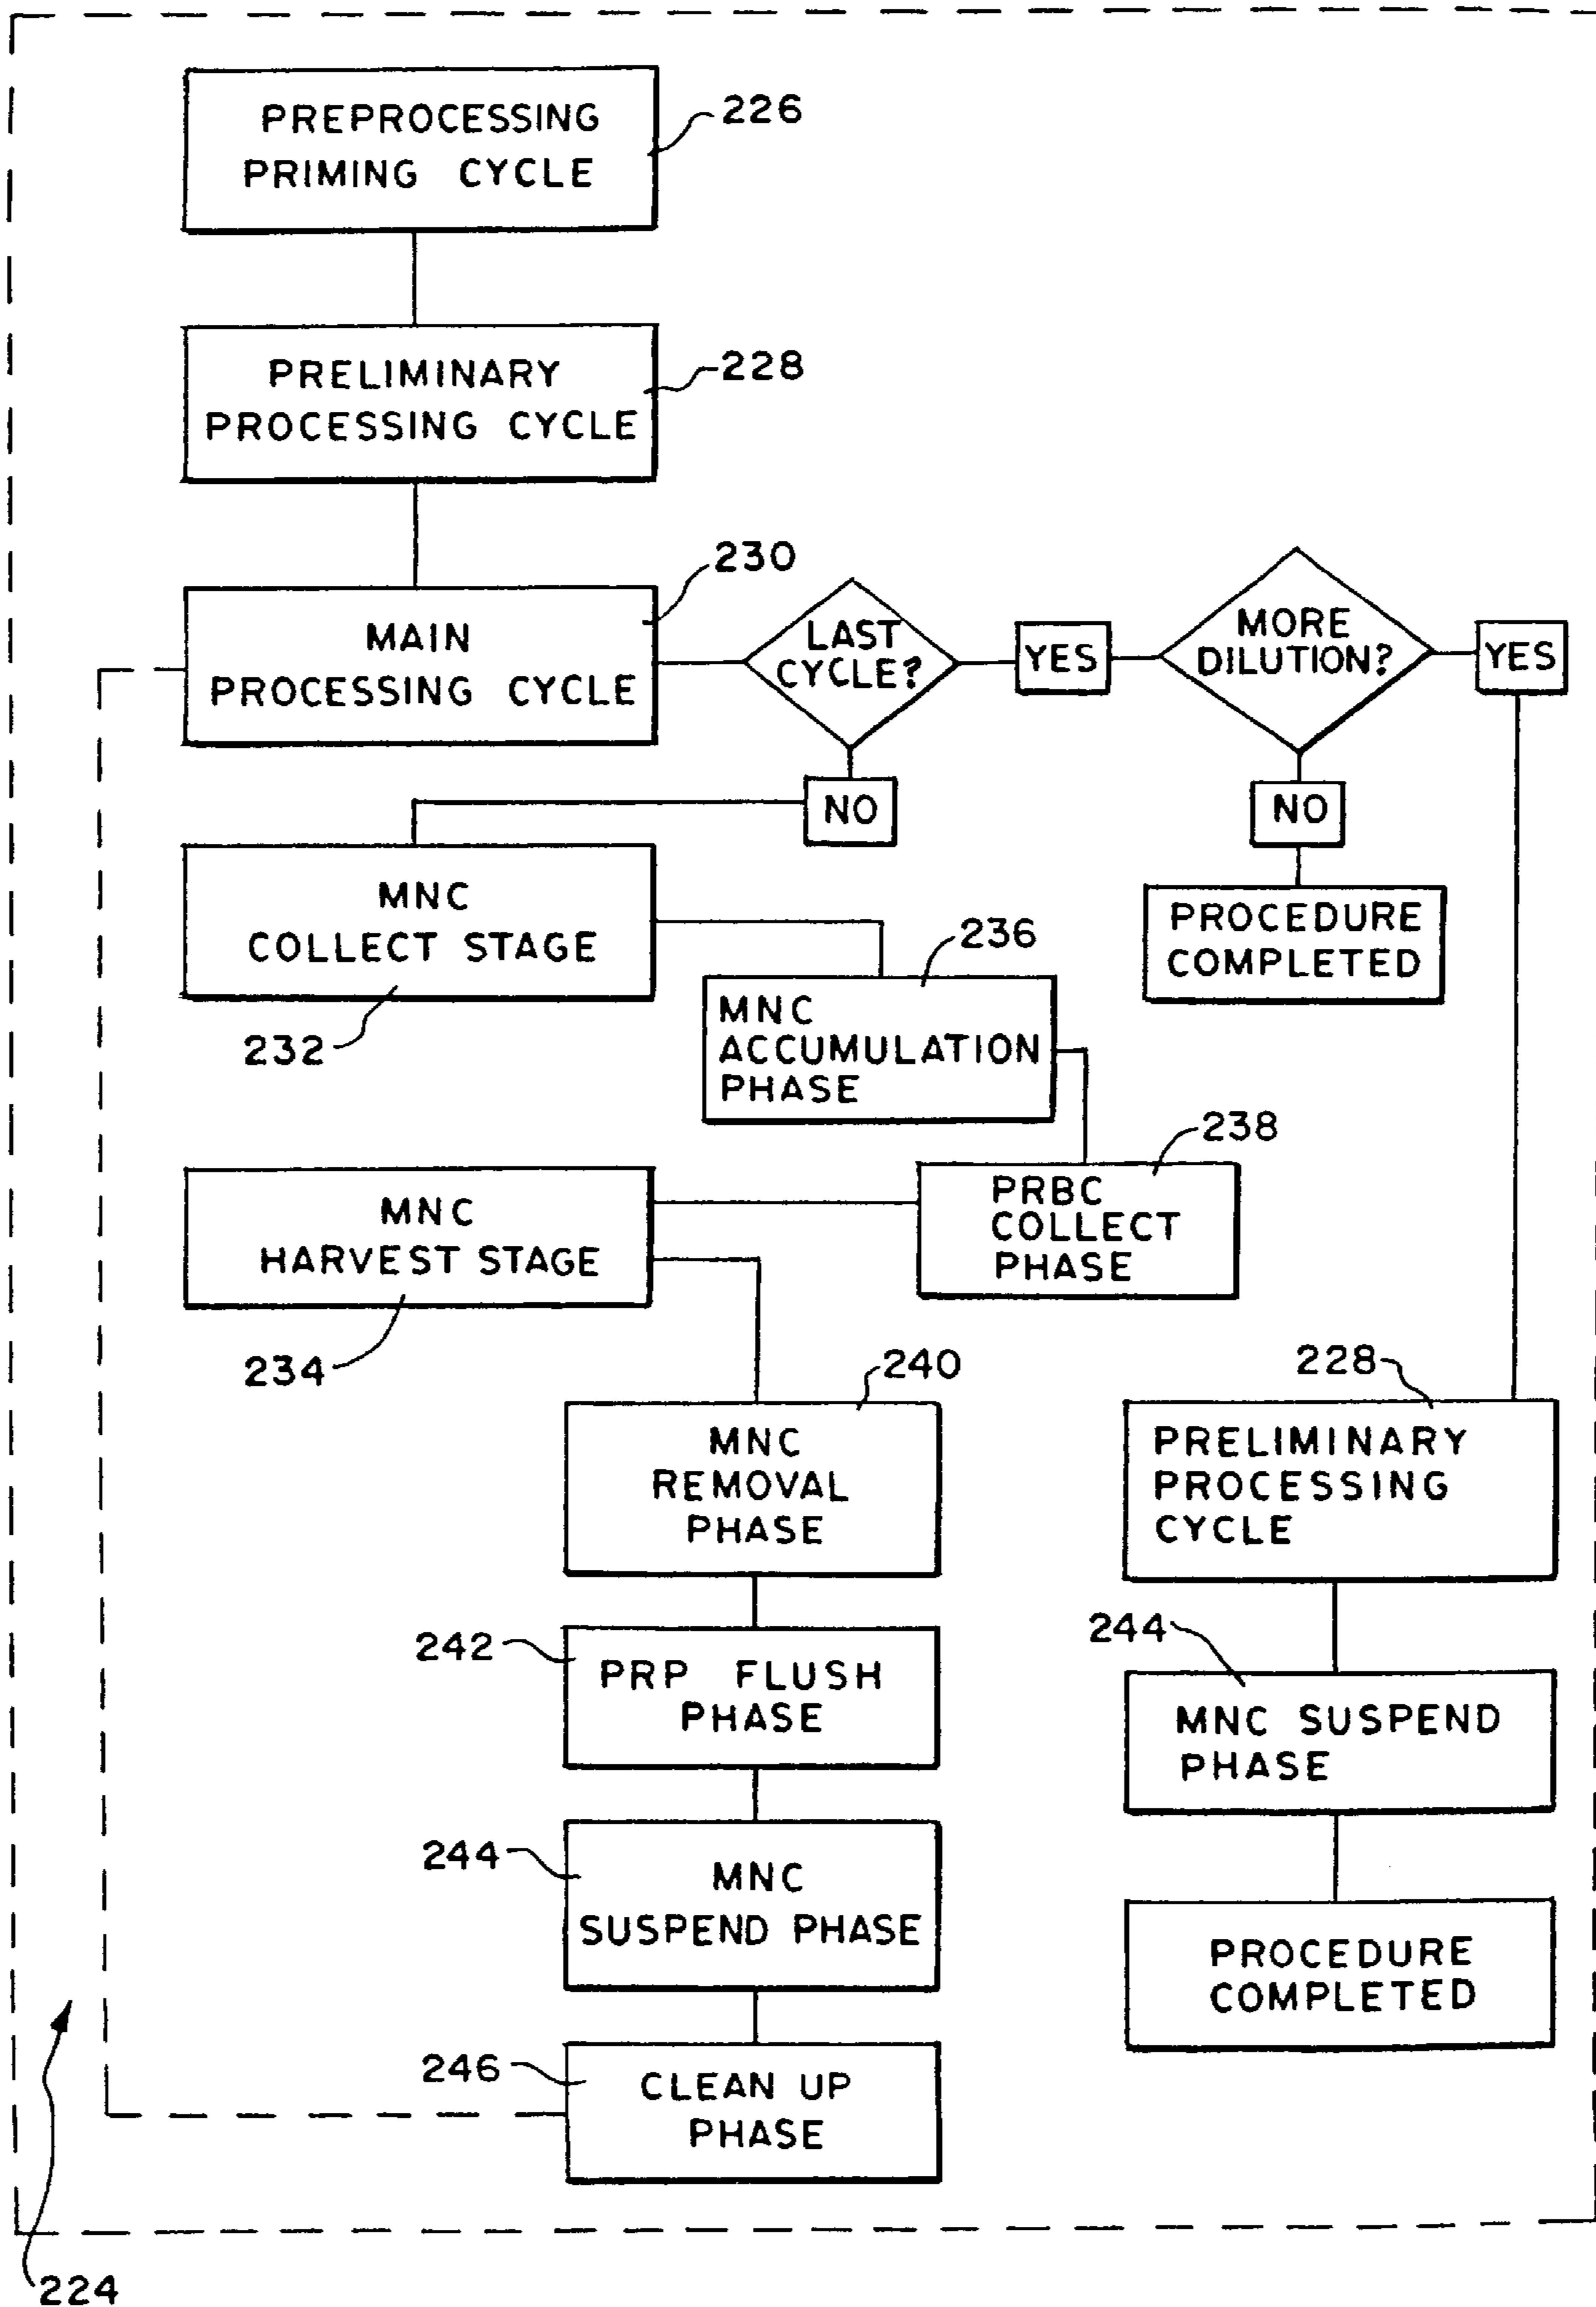 PREPROCESSING
PRIMING CYCLE
226
PRELIMINARY
PROCESSING CYCLE
228
MAIN
PROCESSING CYCLE
230
LAST
CYCLE?
YES
MORE
DILUTION?
YES
NO
NO
PROCEDURE
COMPLETED
MNC
COLLECT STAGE
232
236
MNC
ACCUMULATION
PHASE
238
PRBC
COLLECT
PHASE
MNC
HARVEST STAGE
234
240
MNC
REMOVAL
PHASE
228
PRELIMINARY
PROCESSING
CYCLE
242
PRP FLUSH
PHASE
244
MNC SUSPEND
PHASE
244
MNC
SUSPEND PHASE
PROCEDURE
COMPLETED
246
CLEAN UP
PHASE
224